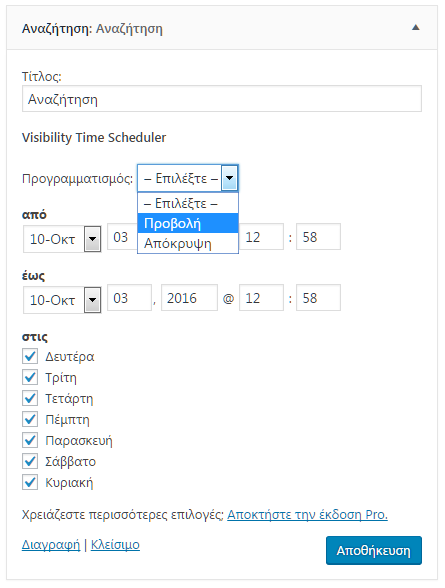 Αναζήτηση: Αναζήτηση
Τίτλος:
Αναζήτηση
Visibility Time Scheduler
Προγραμματισμός: – Επιλέξτε –
– Επιλέξτε –
Προβολή
Απόκρυψη
από
10-Οκτ 03 12 : 58
έως
10-Οκτ 03 , 2016 @ 12 : 58
στις
Δευτέρα
Τρίτη
Τετάρτη
Πέμπτη
Παρασκευή
Σάββατο
Κυριακή
Χρειάζεστε περισσότερες επιλογές; Αποκτήστε την έκδοση Pro.
Διαγραφή | Κλείσιμο
Αποθήκευση